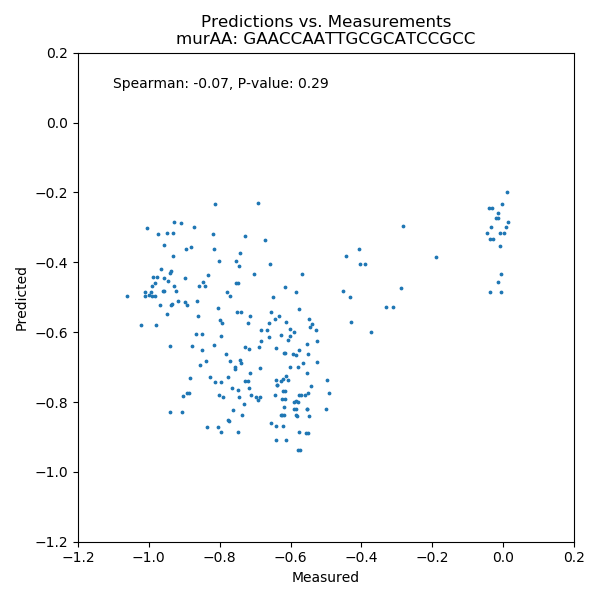 Predictions vs. Measurements
murAA: GAACCAATTGCGCATCCGCC
Spearman: -0.07, P-value: 0.29
0.2
0.0
−0.2
−0.4
−0.6
−0.8
−1.0
−1.2
Predicted
−1.2 −1.0 −0.8 −0.6 −0.4 −0.2 0.0 0.2
Measured